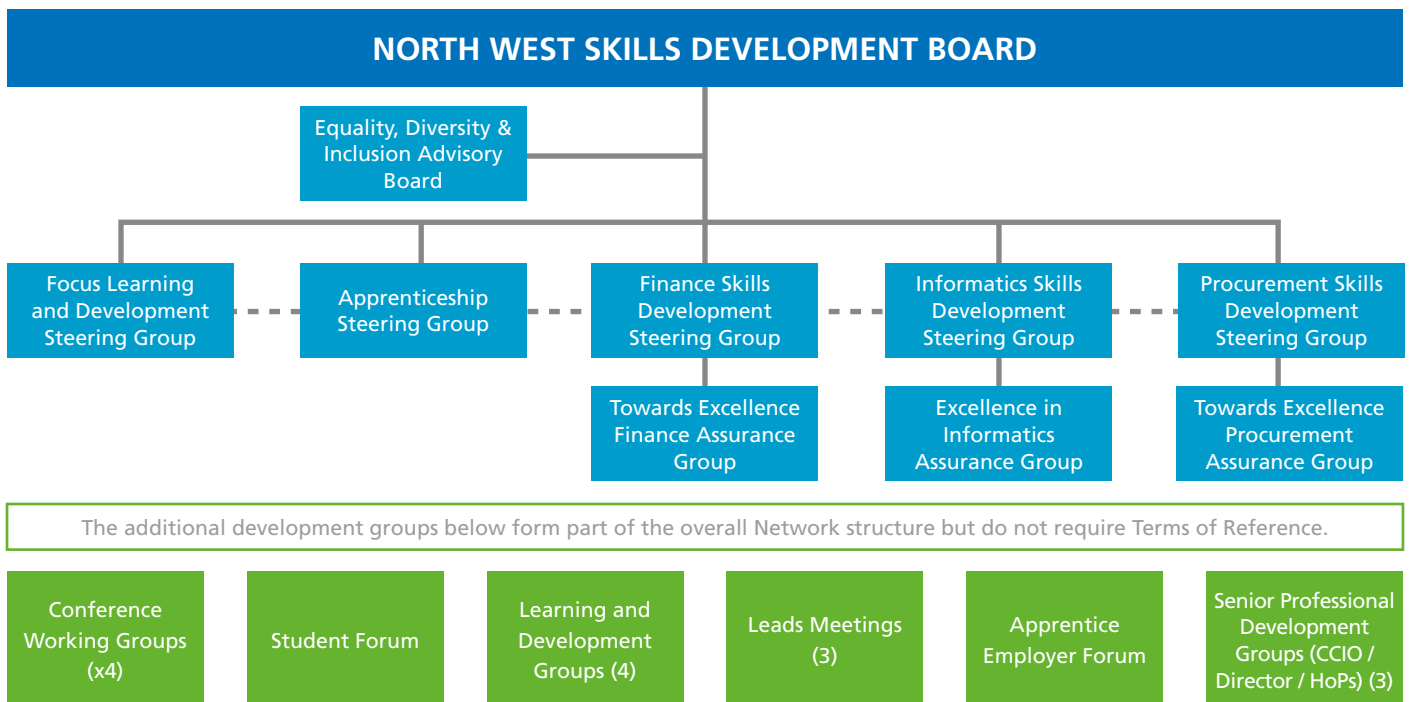 NORTH WEST SKILLS DEVELOPMENT BOARD
Equality, Diversity &
Inclusion Advisory
Board
Focus Learning
and Development
Steering Group
Apprenticeship
Steering Group
Finance Skills
Development
Steering Group
Informatics Skills
Development
Steering Group
Procurement Skills
Development
Steering Group
Towards Excellence
Finance Assurance
Group
Excellence in
Informatics
Assurance Group
Towards Excellence
Procurement
Assurance Group
The additional development groups below form part of the overall Network structure but do not require Terms of Reference.
Conference
Working Groups
(x4)
Student Forum
Learning and
Development
Groups (4)
Leads Meetings
(3)
Apprentice
Employer Forum
Senior Professional
Development
Groups (CCIO /
Director / HoPs) (3)